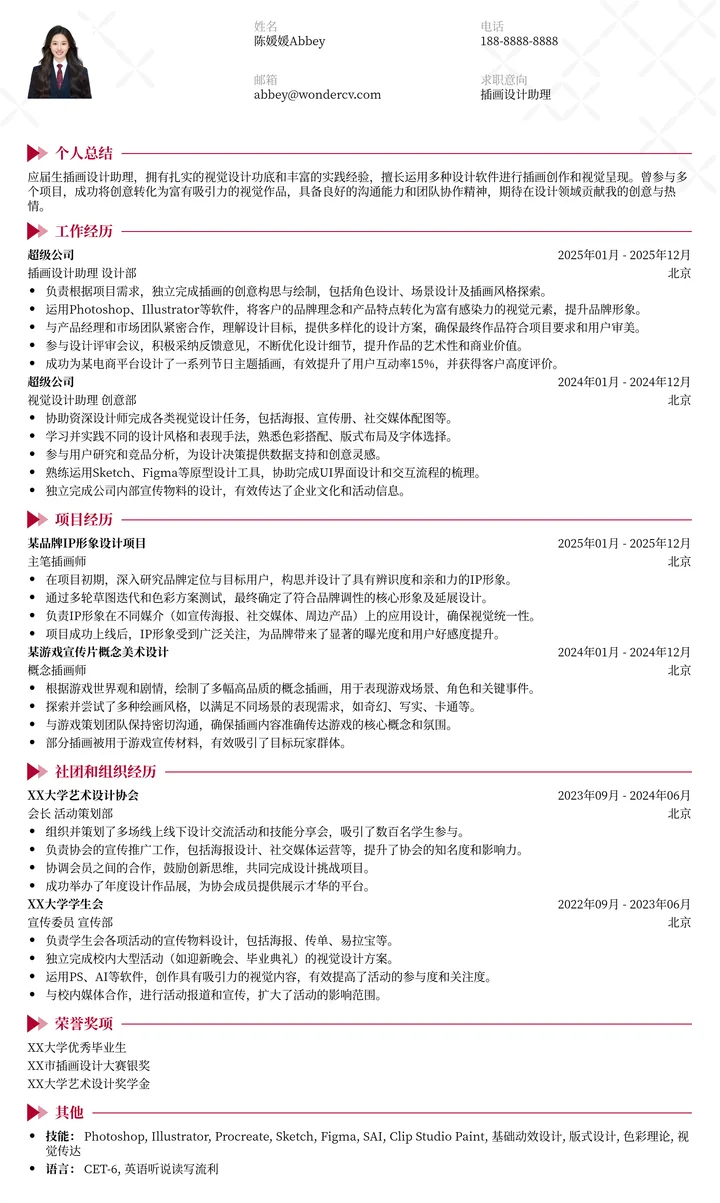 姓名
陈媛媛Abbey
电话
188-8888-8888
邮箱
abbey@wondercv.com
求职意向
插画设计助理
个人总结
应届生插画设计助理，拥有扎实的视觉设计功底和丰富的实践经验，擅长运用多种设计软件进行插画创作和视觉呈现。曾参与多
个项目，成功将创意转化为富有吸引力的视觉作品，具备良好的沟通能力和团队协作精神，期待在设计领域贡献我的创意与热
情。
工作经历
超级公司 2025年01月 - 2025年12月
插画设计助理 设计部 北京
• 负责根据项目需求，独立完成插画的创意构思与绘制，包括角色设计、场景设计及插画风格探索。
• 运用Photoshop、Illustrator等软件，将客户的品牌理念和产品特点转化为富有感染力的视觉元素，提升品牌形象。
• 与产品经理和市场团队紧密合作，理解设计目标，提供多样化的设计方案，确保最终作品符合项目要求和用户审美。
• 参与设计评审会议，积极采纳反馈意见，不断优化设计细节，提升作品的艺术性和商业价值。
• 成功为某电商平台设计了一系列节日主题插画，有效提升了用户互动率15%，并获得客户高度评价。
超级公司 2024年01月 - 2024年12月
视觉设计助理 创意部 北京
• 协助资深设计师完成各类视觉设计任务，包括海报、宣传册、社交媒体配图等。
• 学习并实践不同的设计风格和表现手法，熟悉色彩搭配、版式布局及字体选择。
• 参与用户研究和竞品分析，为设计决策提供数据支持和创意灵感。
• 熟练运用Sketch、Figma等原型设计工具，协助完成UI界面设计和交互流程的梳理。
• 独立完成公司内部宣传物料的设计，有效传达了企业文化和活动信息。
项目经历
某品牌IP形象设计项目 2025年01月 - 2025年12月
主笔插画师 北京
• 在项目初期，深入研究品牌定位与目标用户，构思并设计了具有辨识度和亲和力的IP形象。
• 通过多轮草图迭代和色彩方案测试，最终确定了符合品牌调性的核心形象及延展设计。
• 负责IP形象在不同媒介（如宣传海报、社交媒体、周边产品）上的应用设计，确保视觉统一性。
• 项目成功上线后，IP形象受到广泛关注，为品牌带来了显著的曝光度和用户好感度提升。
某游戏宣传片概念美术设计 2024年01月 - 2024年12月
概念插画师 北京
• 根据游戏世界观和剧情，绘制了多幅高品质的概念插画，用于表现游戏场景、角色和关键事件。
• 探索并尝试了多种绘画风格，以满足不同场景的表现需求，如奇幻、写实、卡通等。
• 与游戏策划团队保持密切沟通，确保插画内容准确传达游戏的核心概念和氛围。
• 部分插画被用于游戏宣传材料，有效吸引了目标玩家群体。
社团和组织经历
XX大学艺术设计协会 2023年09月 - 2024年06月
会长 活动策划部 北京
• 组织并策划了多场线上线下设计交流活动和技能分享会，吸引了数百名学生参与。
• 负责协会的宣传推广工作，包括海报设计、社交媒体运营等，提升了协会的知名度和影响力。
• 协调会员之间的合作，鼓励创新思维，共同完成设计挑战项目。
• 成功举办了年度设计作品展，为协会成员提供展示才华的平台。
XX大学学生会 2022年09月 - 2023年06月
宣传委员 宣传部 北京
• 负责学生会各项活动的宣传物料设计，包括海报、传单、易拉宝等。
• 独立完成校内大型活动（如迎新晚会、毕业典礼）的视觉设计方案。
• 运用PS、AI等软件，创作具有吸引力的视觉内容，有效提高了活动的参与度和关注度。
• 与校内媒体合作，进行活动报道和宣传，扩大了活动的影响范围。
荣誉奖项
XX大学优秀毕业生
XX市插画设计大赛银奖
XX大学艺术设计奖学金
其他
• 技能： Photoshop, Illustrator, Procreate, Sketch, Figma, SAI, Clip Studio Paint, 基础动效设计, 版式设计, 色彩理论, 视
觉传达
• 语言： CET-6, 英语听说读写流利